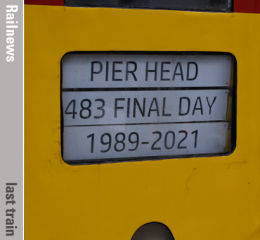 Railnews
last train
PIER HEAD
483 FINAL DAY
1989-2021